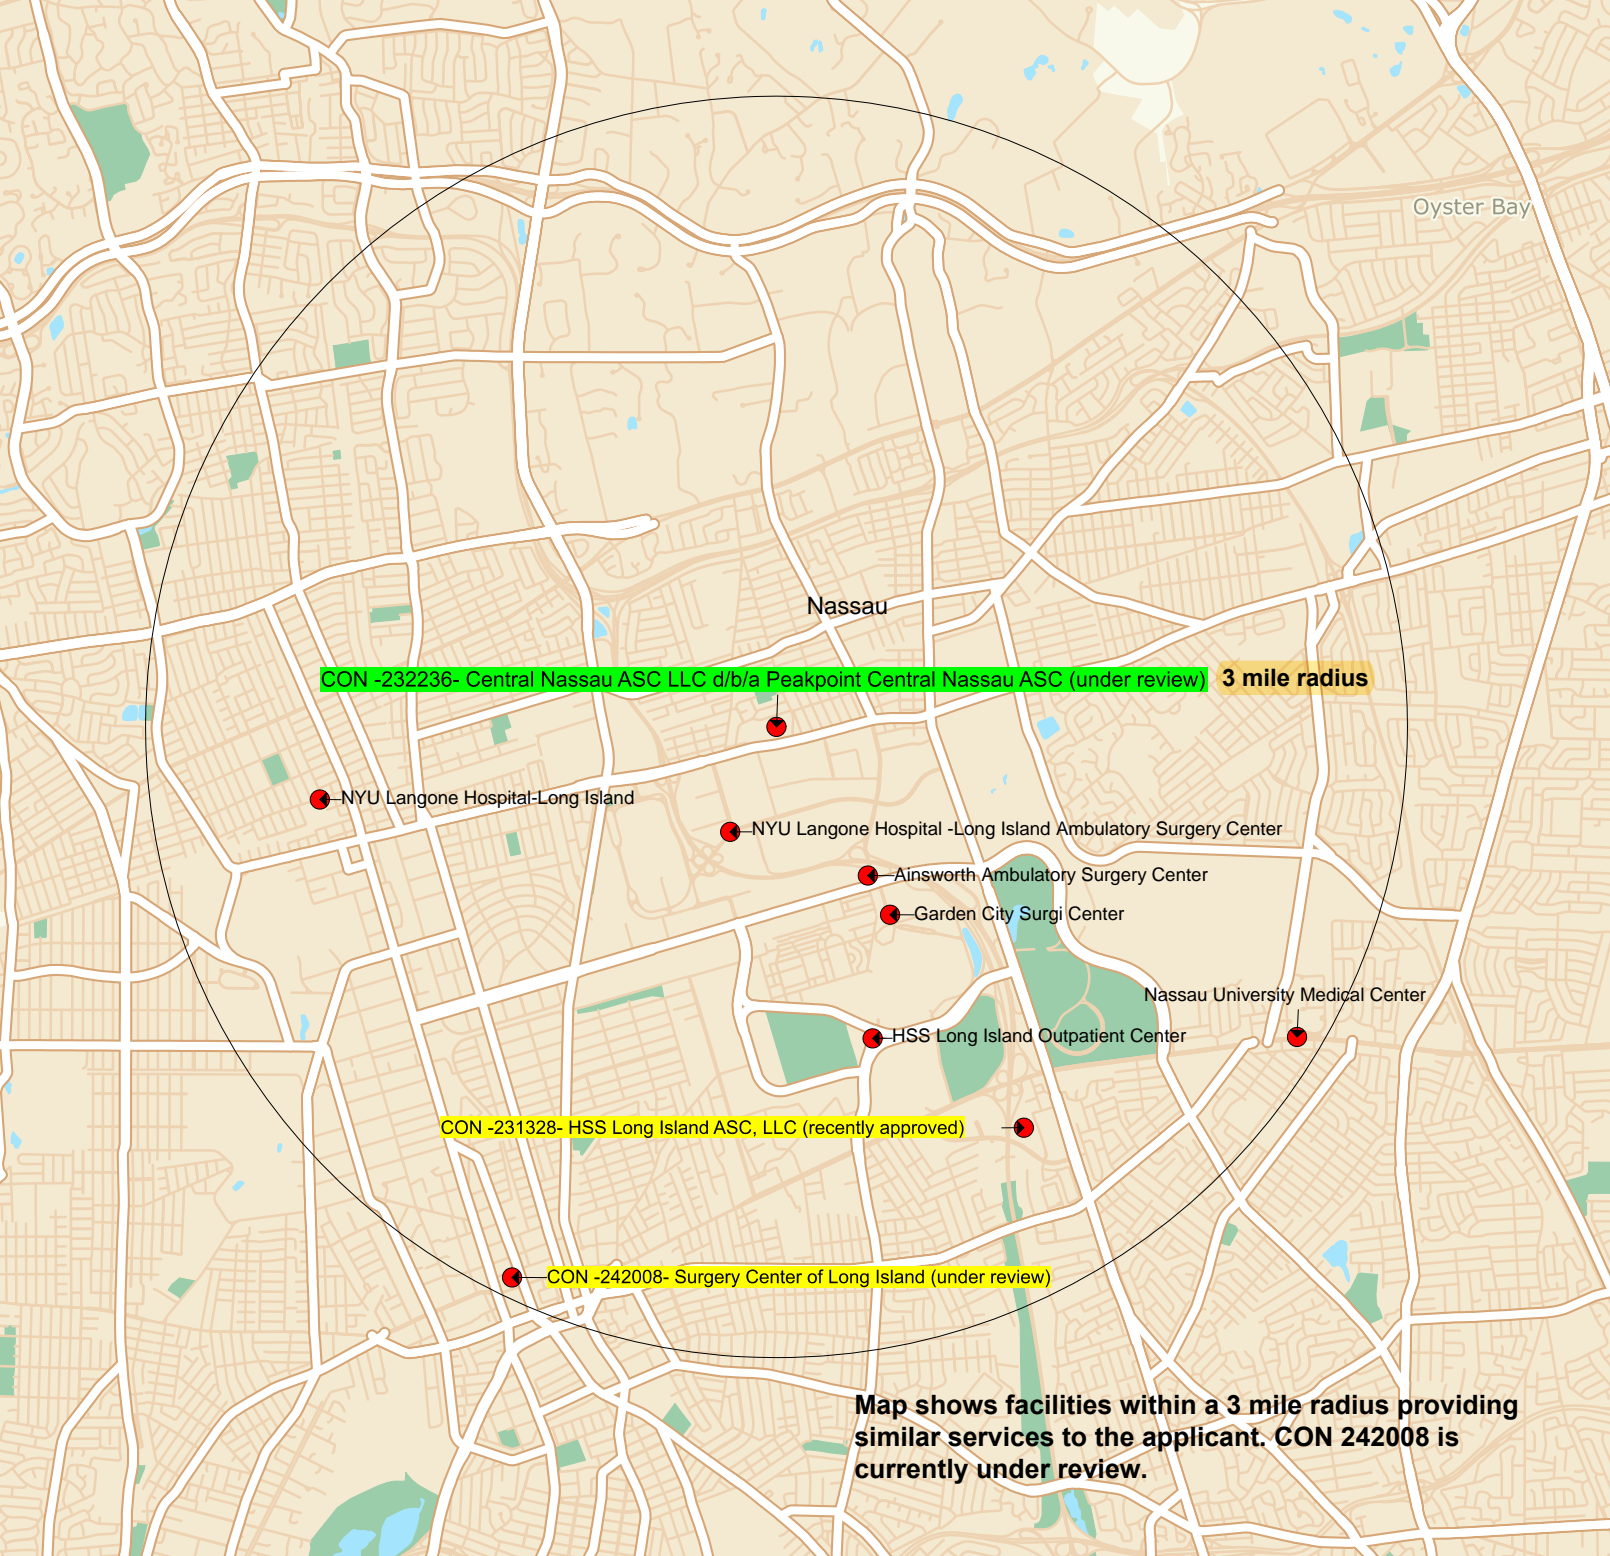 Oyster Bay
Nassau
CON -232236- Central Nassau ASC LLC d/b/a Peakpoint Central Nassau ASC (under review)
3 mile radius
NYU Langone Hospital-Long Island
NYU Langone Hospital -Long Island Ambulatory Surgery Center
Ainsworth Ambulatory Surgery Center
Garden City Surgi Center
Nassau University Medical Center
HSS Long Island Outpatient Center
CON -231328- HSS Long Island ASC, LLC (recently approved)
CON -242008- Surgery Center of Long Island (under review)
Map shows facilities within a 3 mile radius providing
similar services to the applicant. CON 242008 is
currently under review.